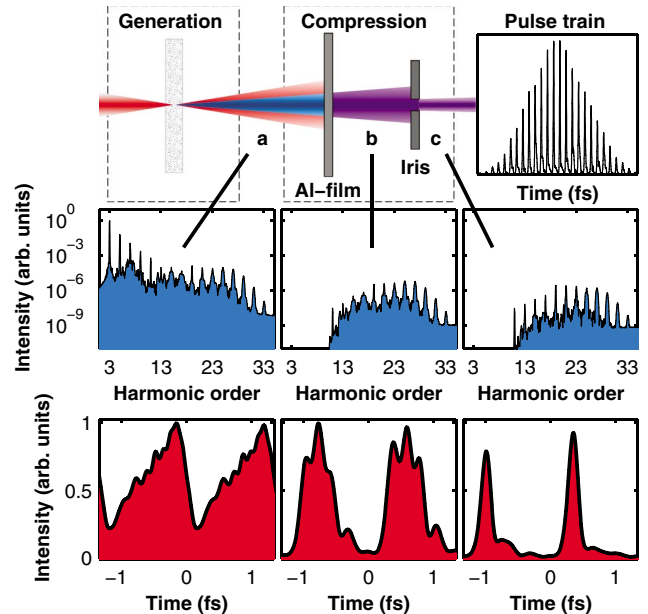 Generation
Compression
Pulse train
a
b
c
Al−film
Iris
Time (fs)
Intensity (arb. units)
10^0
10^−3
10^−6
10^−9
3 13 23 33
3 13 23 33
3 13 23 33
Harmonic order
Harmonic order
Harmonic order
Intensity (arb. units)
1
0.5
0
−1 0 1
−1 0 1
−1 0 1
Time (fs)
Time (fs)
Time (fs)